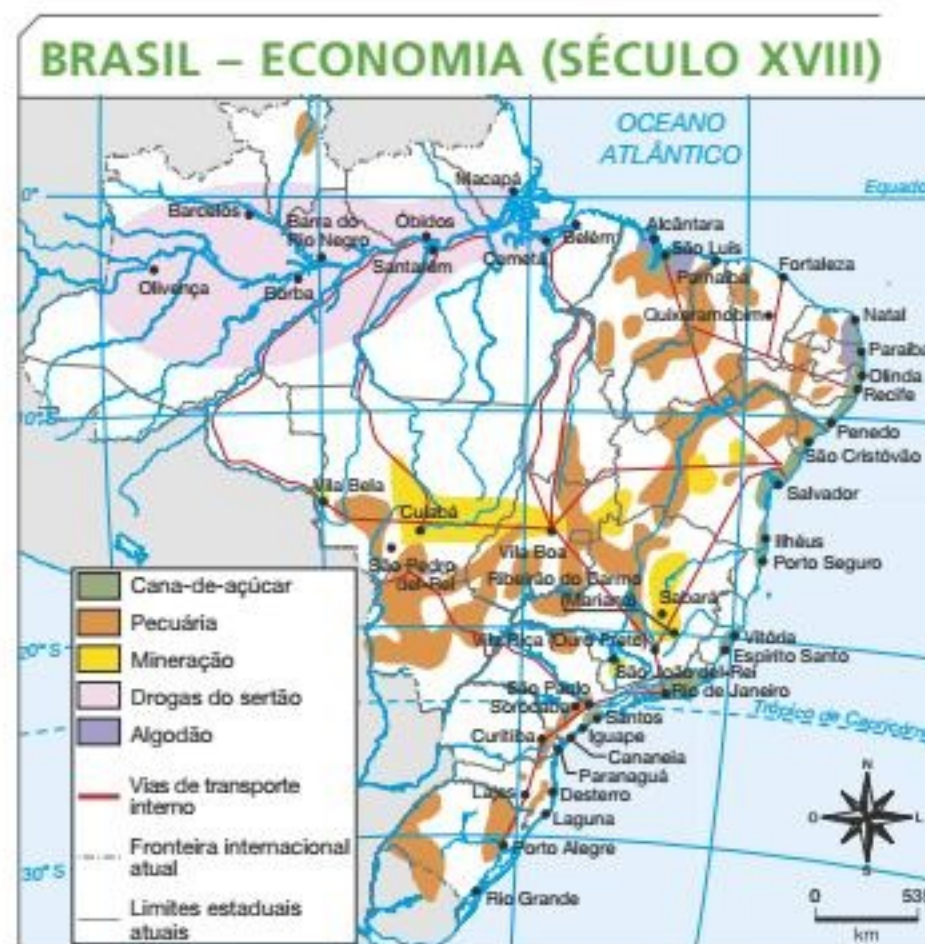 BRASIL – ECONOMIA (SÉCULO XVIII)
OCEANO
ATLÂNTICO
Macapá
0°
Equado
Barcelos
Barra do
Rio Negro
Óbidos
Belém
Alcântara
São Luís
Santarém
Cametá
Parnaíba
Fortaleza
Olivença
Borba
Quixeramobim
Natal
Paraíba
Olinda
Recife
10° S
Penedo
São Cristóvão
Vila Bela
Cuiabá
Salvador
Vila Boa
Ilhéus
São Pedro-
del-Rei
Porto Seguro
Ribeirão do Carmo
(Mariana)
Sabará
Vila Rica (Ouro Preto)
Vitória
Espírito Santo
20° S
São João del-Rei
São Paulo
Rio de Janeiro
Sorocaba
Trópico de Capricórn
Santos
Curitiba
Iguape
Cananeia
Paranaguá
Lajes
Desterro
Laguna
Porto Alegre
30° S
Rio Grande
Cana-de-açúcar
Pecuária
Mineração
Drogas do sertão
Algodão
Vias de transporte
interno
Fronteira internacional
atual
Limites estaduais
atuais
N
O
L
S
0
535
km